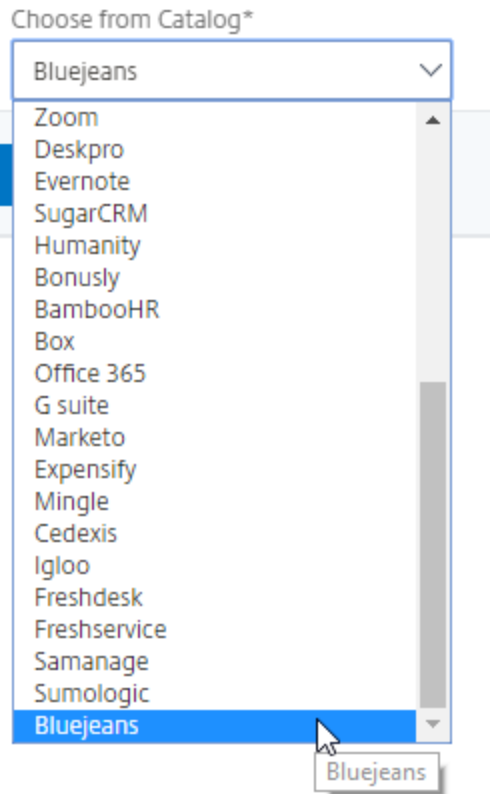 Choose from Catalog*
Bluejeans
Zoom
Deskpro
Evernote
SugarCRM
Humanity
Bonusly
BambooHR
Box
Office 365
G suite
Marketo
Expensify
Mingle
Cedexis
Igloo
Freshdesk
Freshservice
Samanage
Sumologic
Bluejeans
Bluejeans